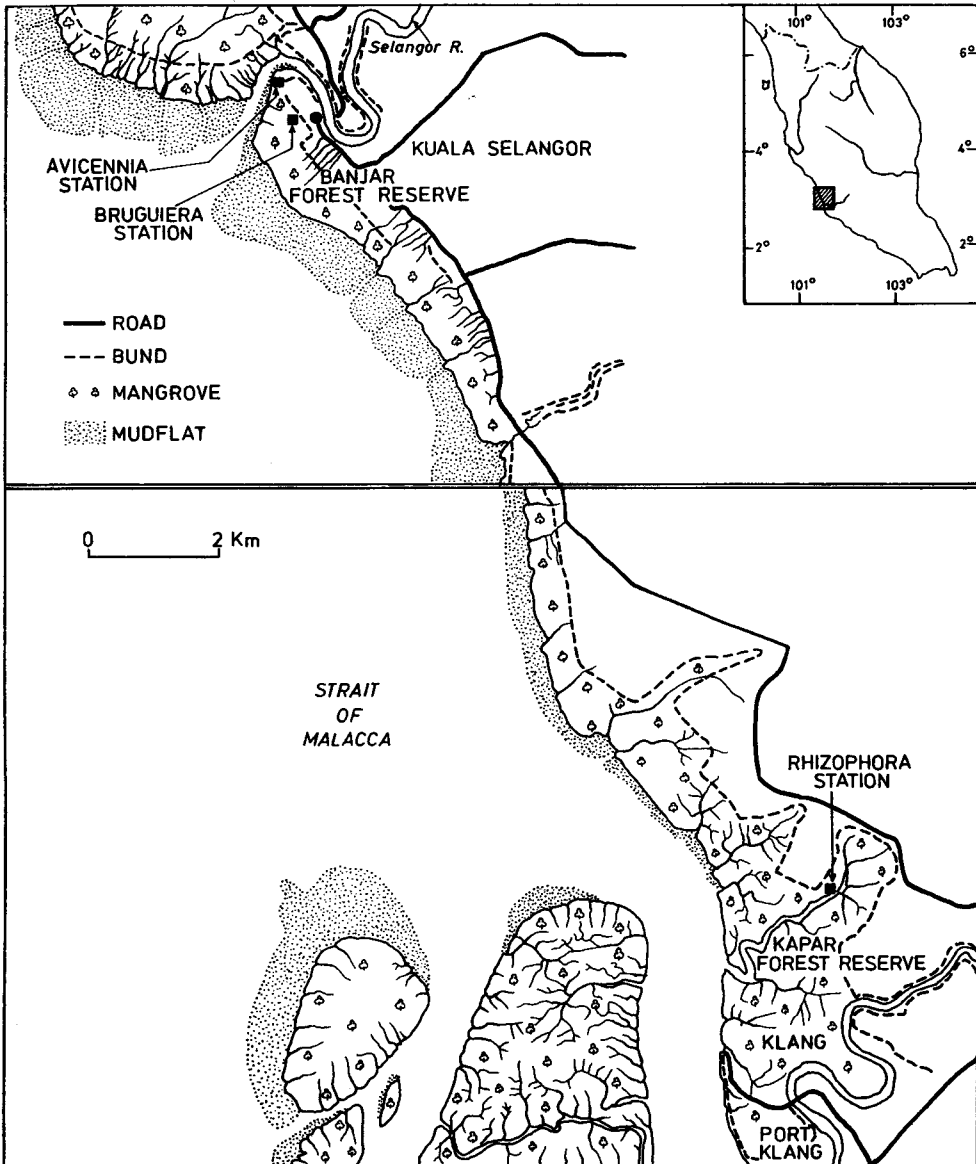 Selangor R.
101°
103°
6°
4°
4°
2°
2°
101°
103°
AVICENNIA
STATION
BRUGUIERA
STATION
KUALA SELANGOR
BANJAR
FOREST RESERVE
ROAD
BUND
MANGROVE
MUDFLAT
0 2 Km
STRAIT
OF
MALACCA
RHIZOPHORA
STATION
KAPAR
FOREST RESERVE
KLANG
PORT
KLANG